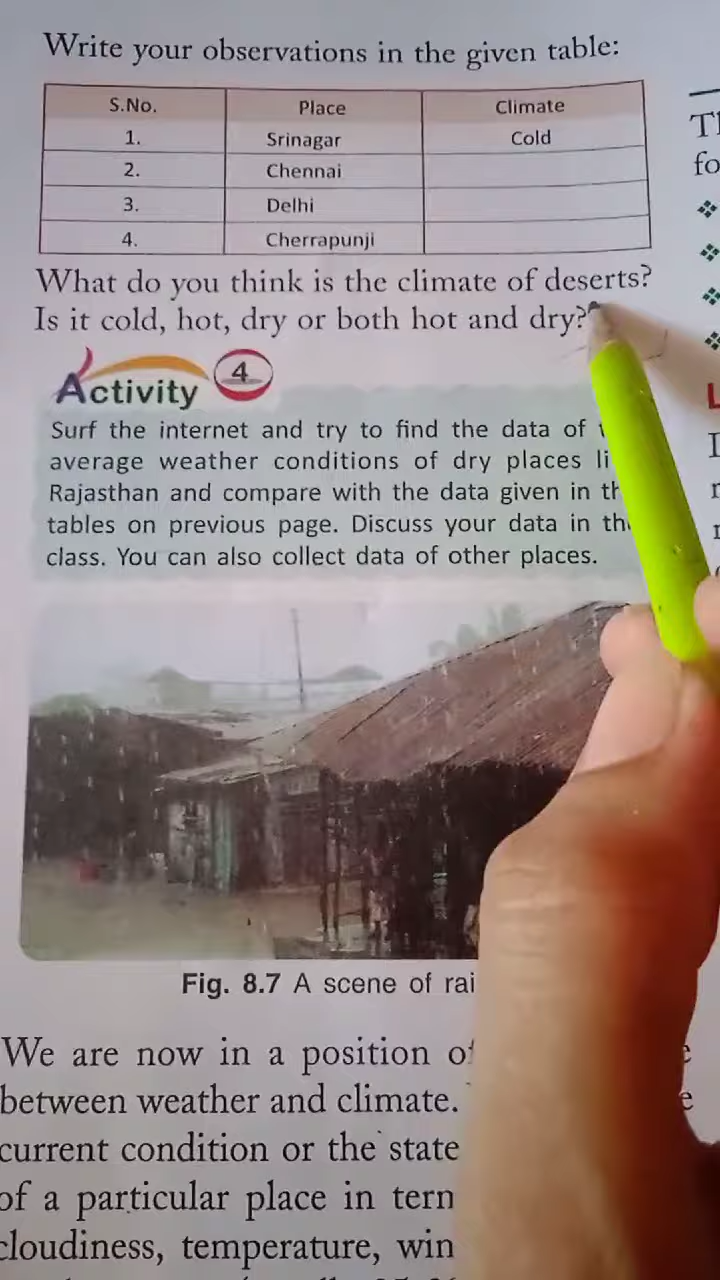 Write your observations in the given table:
S.No. Place Climate
1. Srinagar Cold
2. Chennai
3. Delhi
4. Cherrapunji
What do you think is the climate of deserts?
Is it cold, hot, dry or both hot and dry?
Activity 4
Surf the internet and try to find the data of
average weather conditions of dry places
Rajasthan and compare with the data given in
tables on previous page. Discuss your data in
class. You can also collect data of other places.
Fig. 8.7 A scene of
We are now in a position
between weather and climate.
current condition or the state
of a particular place in
cloudiness, temperature,